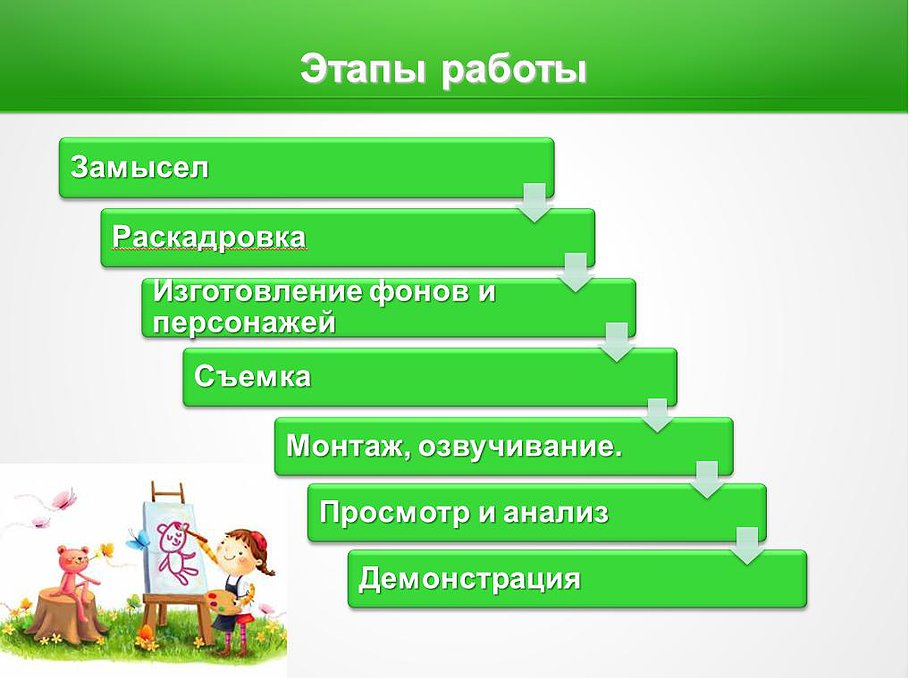 Этапы работы
Замысел
Раскадровка
Изготовление фонов и
персонажей
Съемка
Монтаж, озвучивание.
Просмотр и анализ
Демонстрация